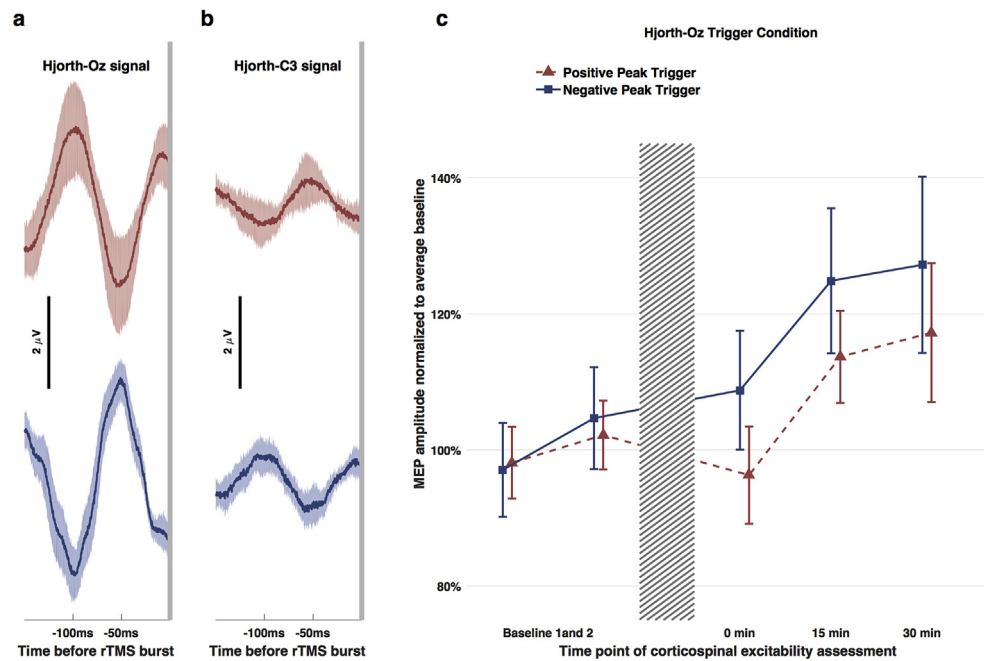 a
Hjorth-Oz signal
2 μV
-100ms -50ms
Time before rTMS burst
b
Hjorth-C3 signal
2 μV
-100ms -50ms
Time before rTMS burst
c
Hjorth-Oz Trigger Condition
Positive Peak Trigger
Negative Peak Trigger
MEP amplitude normalized to average baseline
140%
120%
100%
80%
Baseline 1and 2 0 min 15 min 30 min
Time point of corticospinal excitability assessment